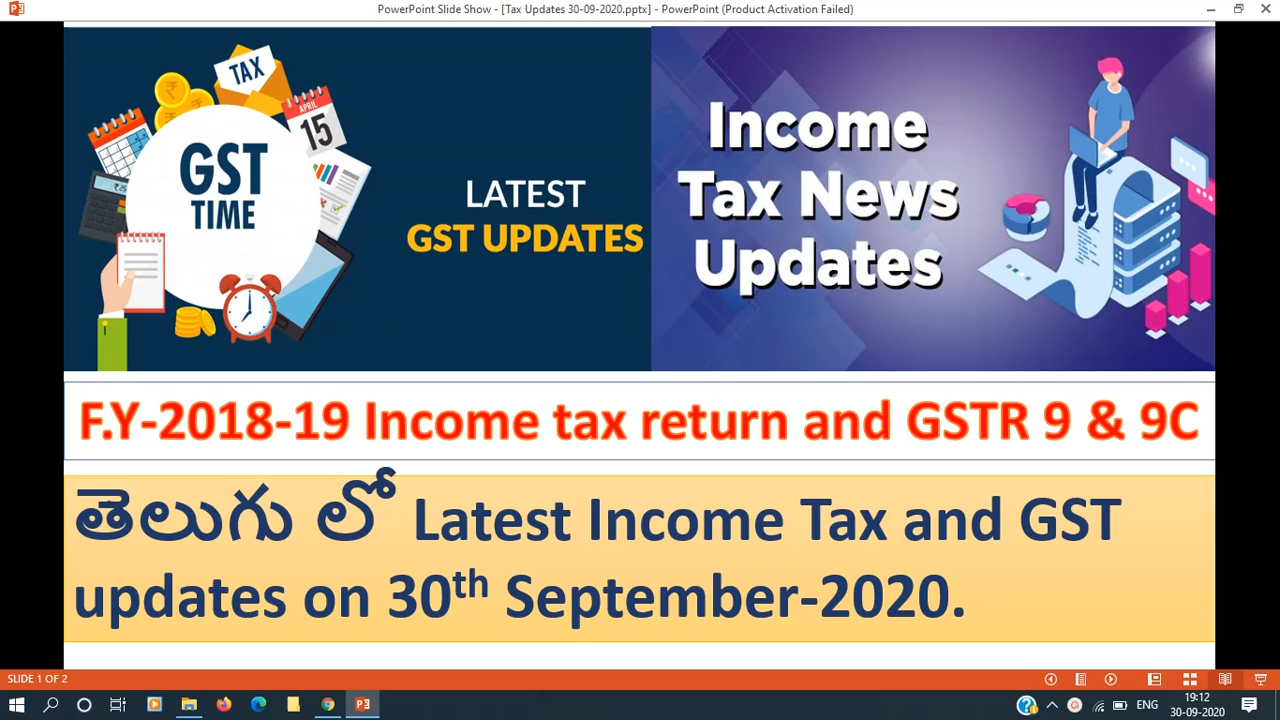 PowerPoint Slide Show - [Tax Updates 30-09-2020.pptx] - PowerPoint (Product Activation Failed)
TAX
APRIL
15
GST
TIME
LATEST
GST UPDATES
Income
Tax News
Updates
F.Y-2018-19 Income tax return and GSTR 9 & 9C
తెలుగు లో Latest Income Tax and GST
updates on 30th September-2020.
SLIDE 1 OF 2
ENG
19:12
30-09-2020